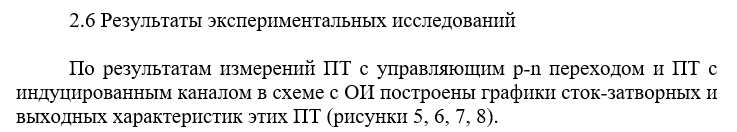 2.6 Результаты экспериментальных исследований
По результатам измерений ПТ с управляющим p-n переходом и ПТ с
индуцированным каналом в схеме с ОИ построены графики сток-затворных и
выходных характеристик этих ПТ (рисунки 5, 6, 7, 8).